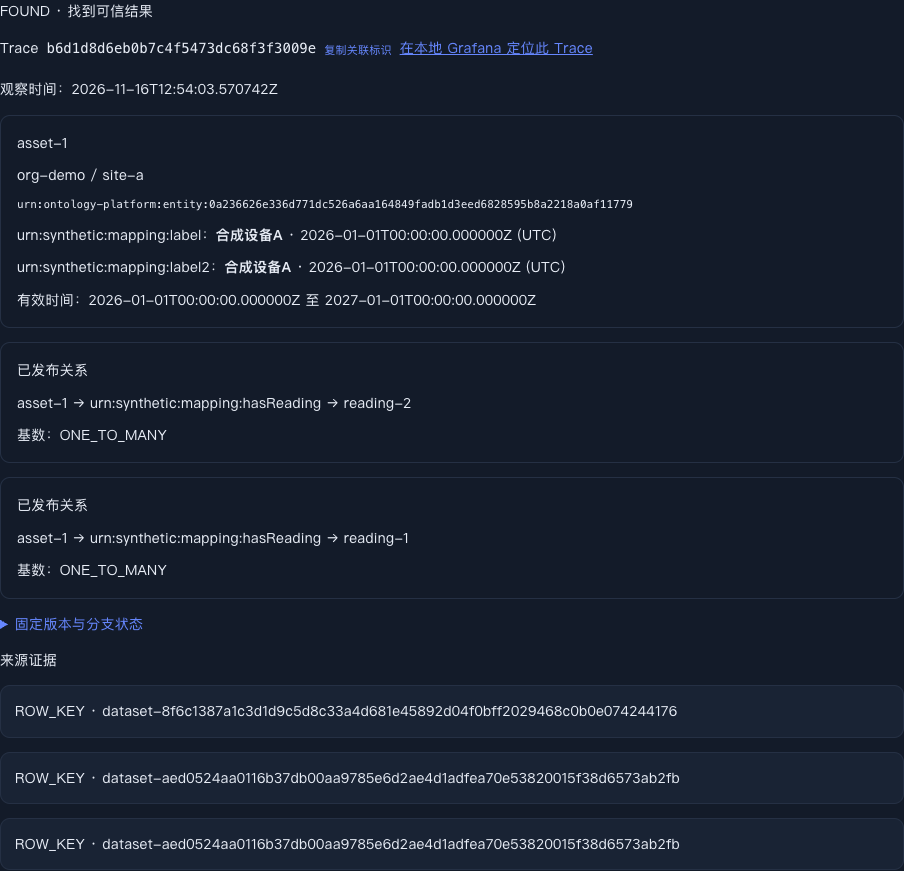 FOUND · 找到可信结果
Trace b6d1d8d6eb0b7c4f5473dc68f3f3009e 复制关联标识 在本地 Grafana 定位此 Trace
观察时间：2026-11-16T12:54:03.570742Z
asset-1
org-demo / site-a
urn:ontology-platform:entity:0a236626e336d771dc526a6aa164849fadb1d3eed6828595b8a2218a0af11779
urn:synthetic:mapping:label：合成设备A · 2026-01-01T00:00:00.000000Z (UTC)
urn:synthetic:mapping:label2：合成设备A · 2026-01-01T00:00:00.000000Z (UTC)
有效时间：2026-01-01T00:00:00.000000Z 至 2027-01-01T00:00:00.000000Z
已发布关系
asset-1 → urn:synthetic:mapping:hasReading → reading-2
基数：ONE_TO_MANY
已发布关系
asset-1 → urn:synthetic:mapping:hasReading → reading-1
基数：ONE_TO_MANY
▶ 固定版本与分支状态
来源证据
ROW_KEY · dataset-8f6c1387a1c3d1d9c5d8c33a4d681e45892d04f0bff2029468c0b0e074244176
ROW_KEY · dataset-aed0524aa0116b37db00aa9785e6d2ae4d1adfea70e53820015f38d6573ab2fb
ROW_KEY · dataset-aed0524aa0116b37db00aa9785e6d2ae4d1adfea70e53820015f38d6573ab2fb